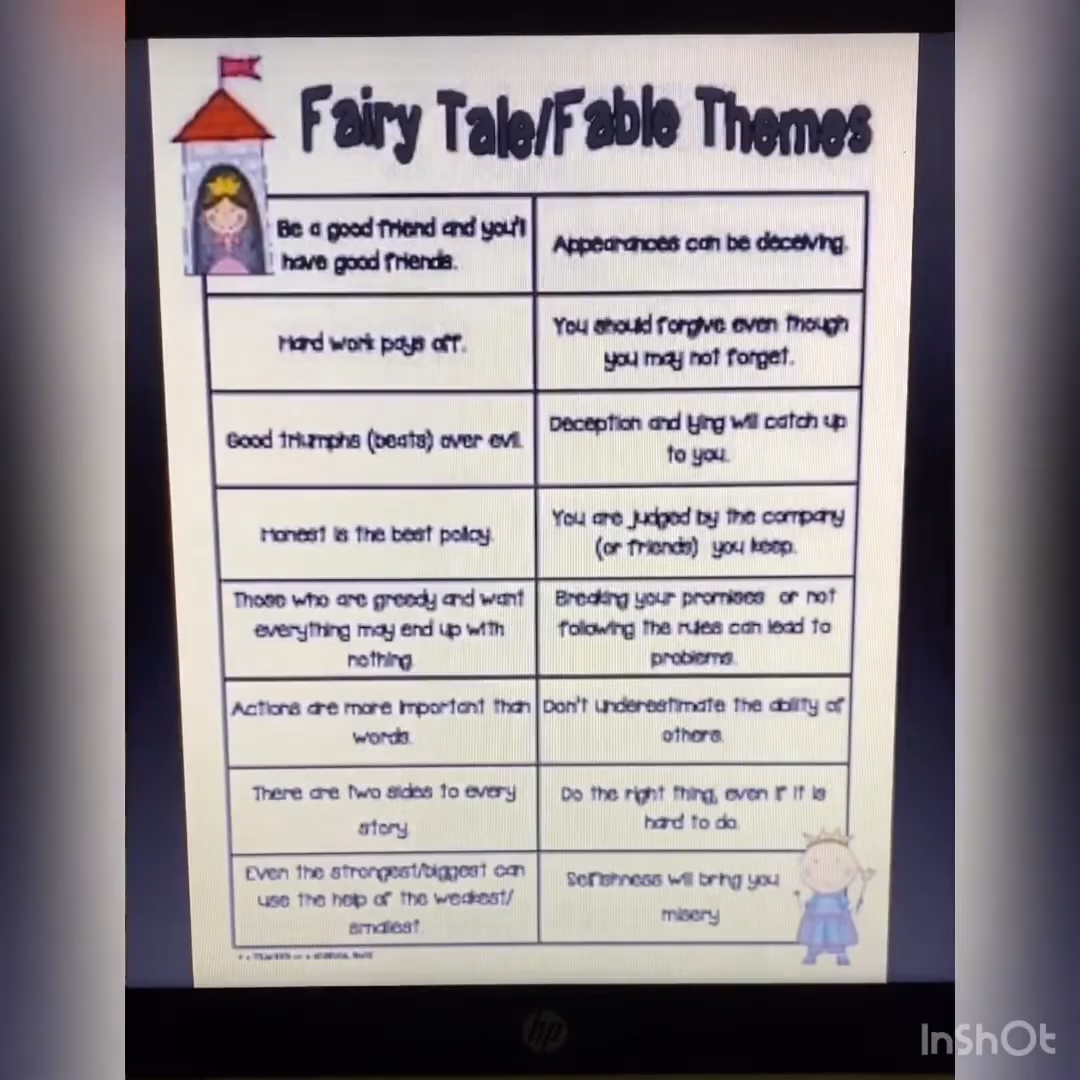 Fairy Tale/Fable Themes
Be a good friend and you'll
have good friends.
Appearances can be deceiving.
Hard work pays off.
You should forgive even though
you may not forget.
Good triumphs (beats) over evil.
Deception and lying will catch up
to you.
Honest is the best policy.
You are judged by the company
(or friends) you keep.
Those who are greedy and want
everything may end up with
nothing.
Breaking your promises or not
following the rules can lead to
problems.
Actions are more important than
words.
Don't underestimate the ability of
others.
There are two sides to every
story.
Do the right thing, even if it is
hard to do.
Even the strongest/biggest can
use the help of the weakest/
smallest.
Selfishness will bring you
misery
hp
InShOt